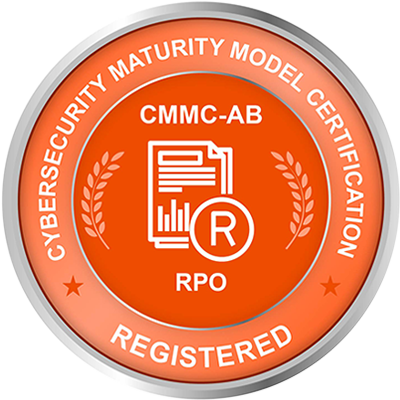 CYBERSECURITY MATURITY MODEL CERTIFICATION
CMMC-AB
R
RPO
REGISTERED